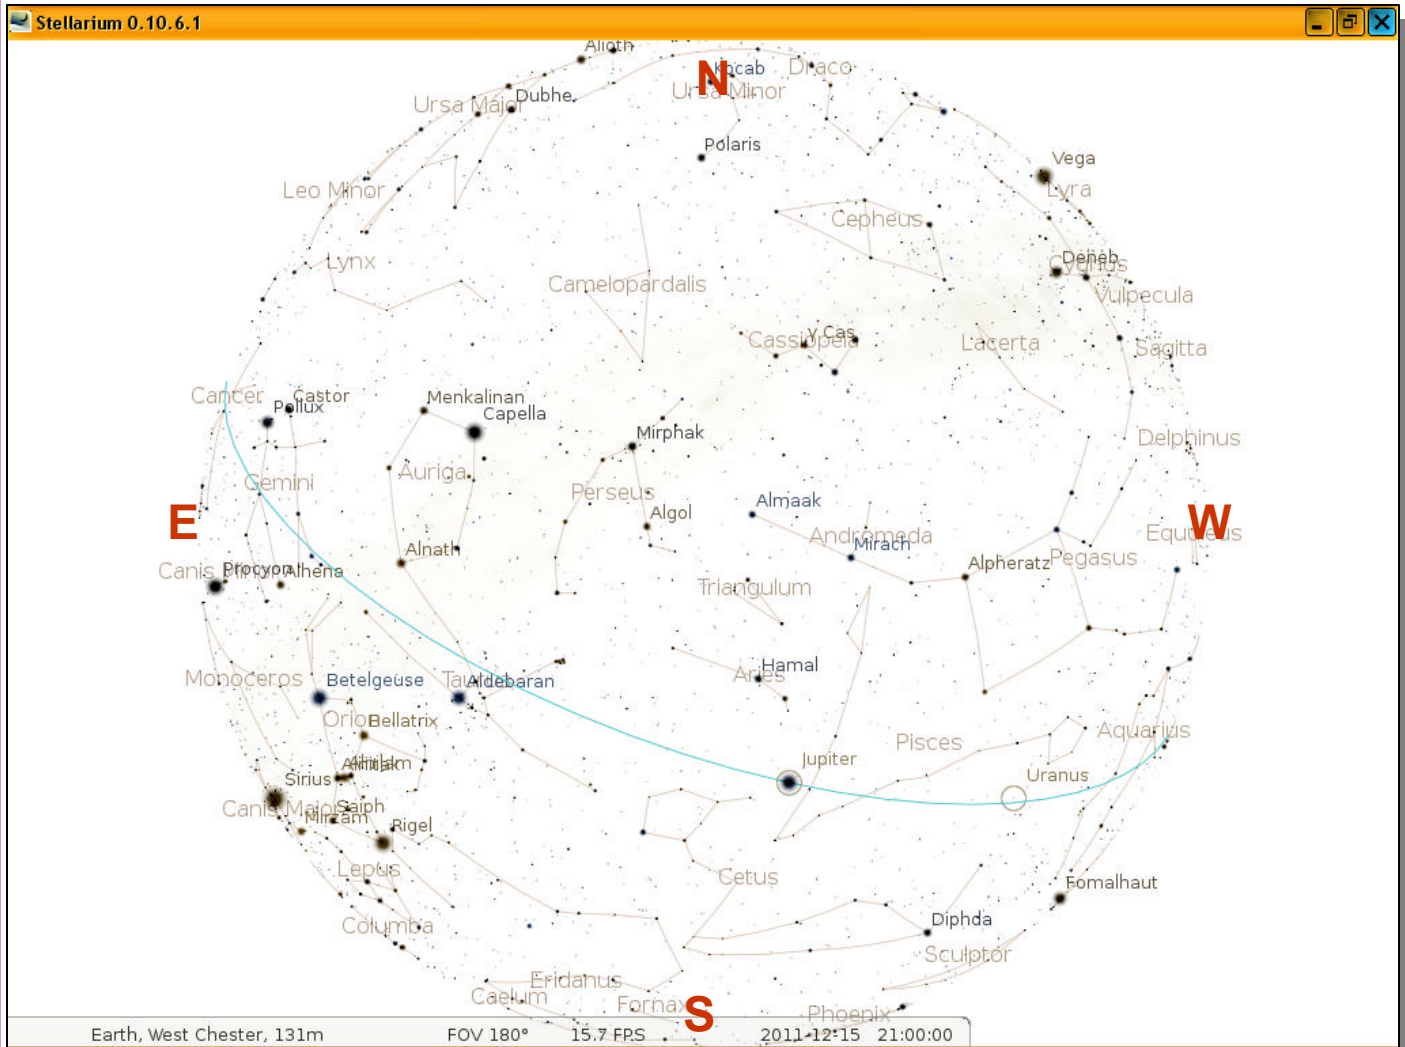 Stellarium 0.10.6.1
Alioth
N
Kocab
Draco
Ursa Major
Dubhe
Ursa Minor
Polaris
Vega
Leo Minor
Lyra
Cepheus
Lynx
Deneb
Cygnus
Camelopardalis
Vulpecula
γ Cas
Cassiopeia
Lacerta
Sagitta
Cancer
Castor
Menkalinan
Pollux
Capella
Mirphak
Delphinus
Auriga
Gemini
Perseus
Almaak
Algol
E
W
Andromeda
Equuleus
Mirach
Alnath
Pegasus
Alpheratz
Canis Minor
Procyon
Alhena
Triangulum
Hamal
Aries
Monoceros
Betelgeuse
Taurus
Aldebaran
Orion
Bellatrix
Aquarius
Pisces
Jupiter
Alnitak
Alnilam
Sirius
Uranus
Canis Major
Saiph
Mirzam
Rigel
Lepus
Cetus
Fomalhaut
Columba
Diphda
Sculptor
Eridanus
Caelum
Fornax
S
Phoenix
Earth, West Chester, 131m FOV 180° 15.7 FPS 2011-12-15 21:00:00